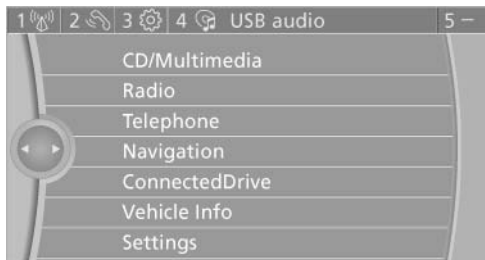 1 2 3 4 USB audio 5 –
CD/Multimedia
Radio
Telephone
Navigation
ConnectedDrive
Vehicle Info
Settings